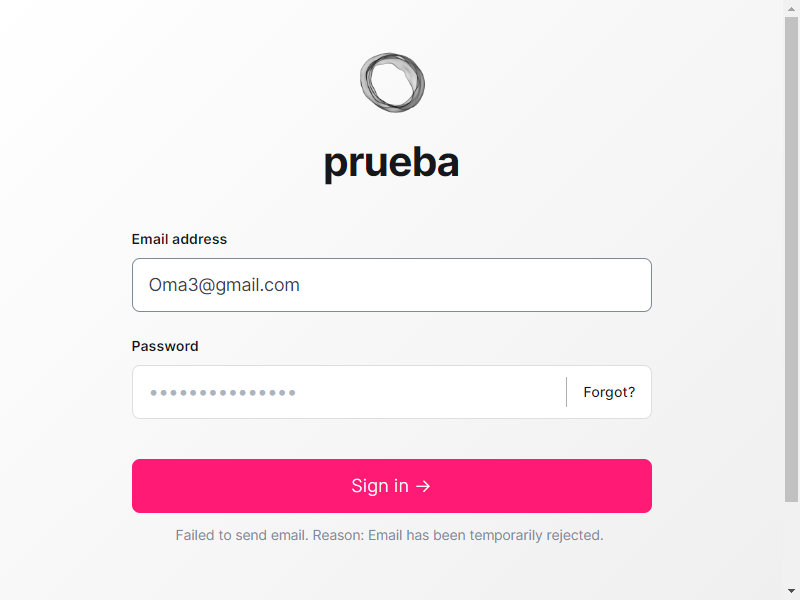 prueba
Email address
Oma3@gmail.com
Password
•••••••••••••••
Forgot?
Sign in →
Failed to send email. Reason: Email has been temporarily rejected.